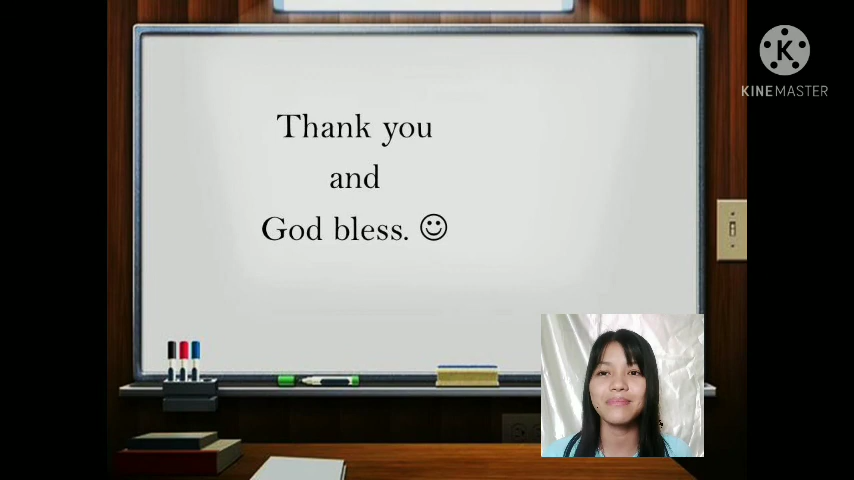 Thank you
and
God bless. ☺
K
KINEMASTER